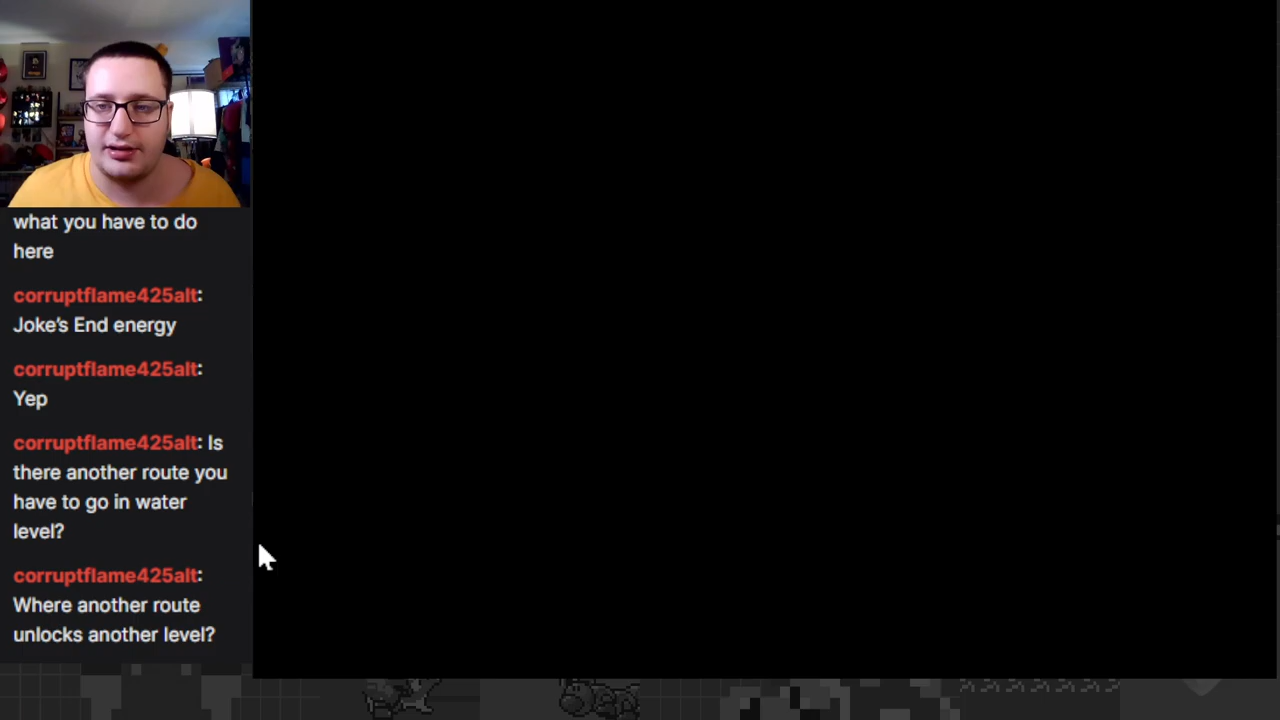 what you have to do
here
corruptflame425alt:
Joke's End energy
corruptflame425alt:
Yep
corruptflame425alt: Is
there another route you
have to go in water
level?
corruptflame425alt:
Where another route
unlocks another level?